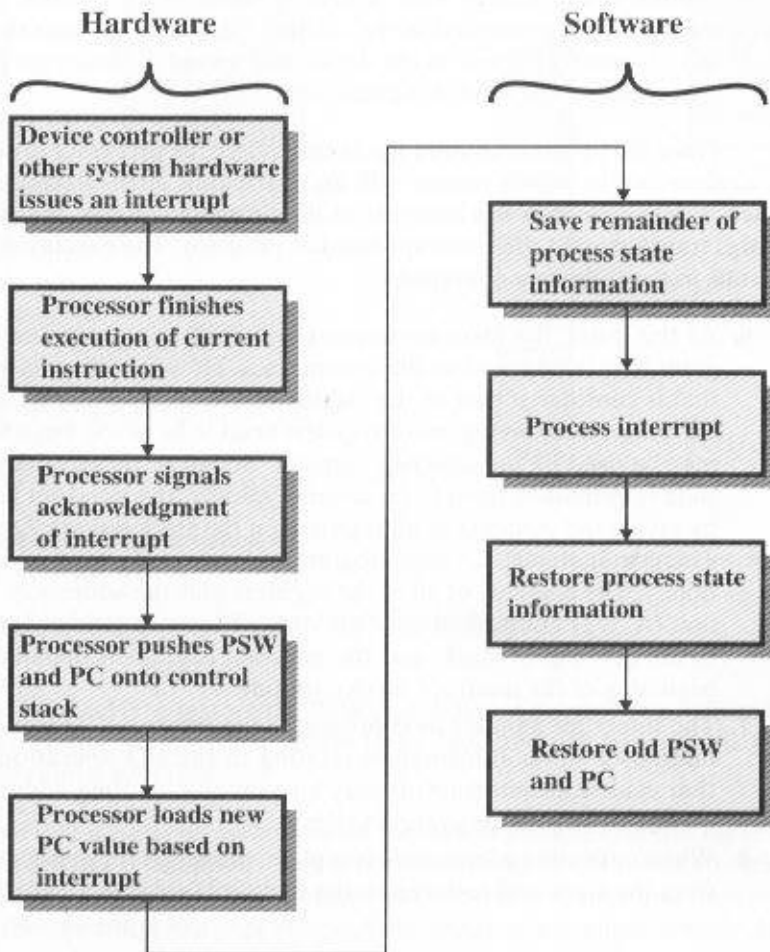 Hardware
Device controller or
other system hardware
issues an interrupt
Processor finishes
execution of current
instruction
Processor signals
acknowledgment
of interrupt
Processor pushes PSW
and PC onto control
stack
Processor loads new
PC value based on
interrupt
Software
Save remainder of
process state
information
Process interrupt
Restore process state
information
Restore old PSW
and PC